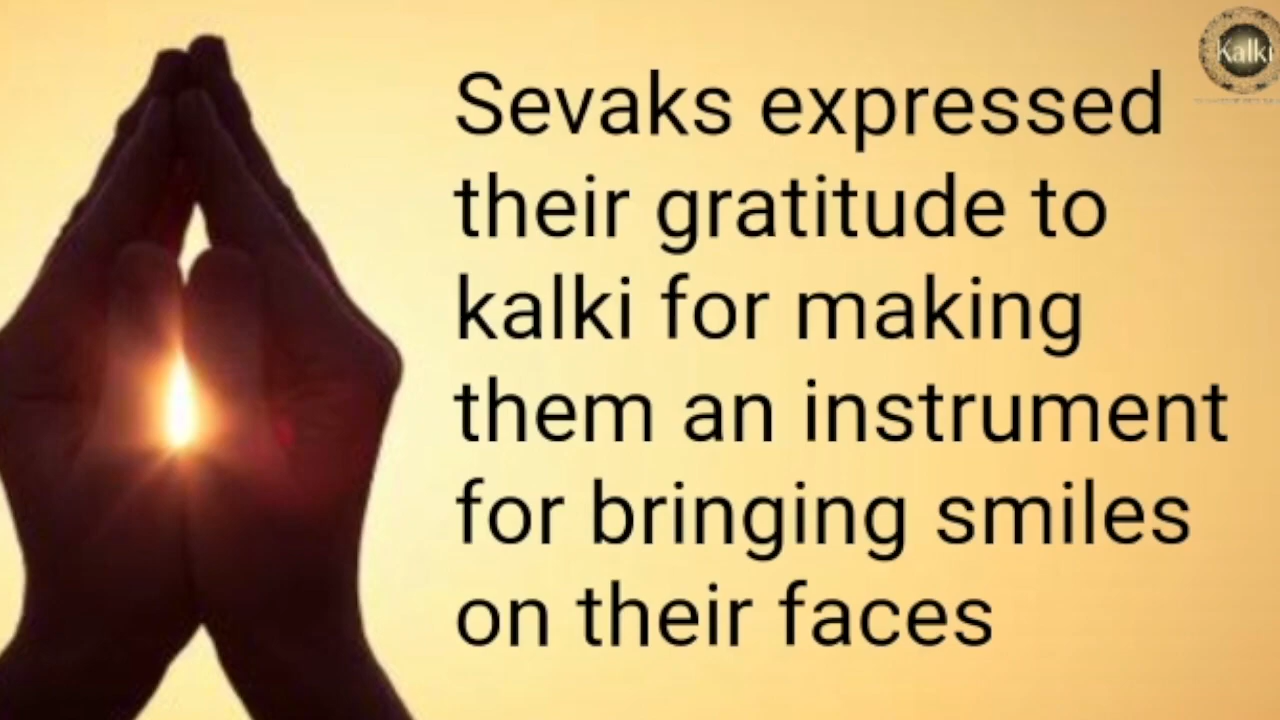 Kalki
Sevaks expressed
their gratitude to
kalki for making
them an instrument
for bringing smiles
on their faces